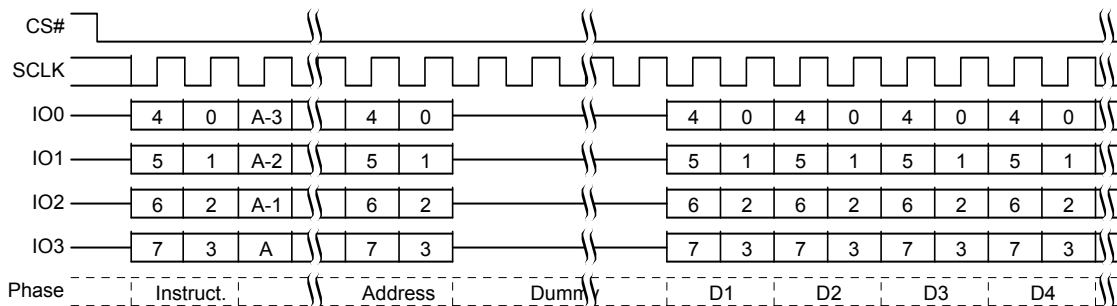 CS#
SCLK
IO0 4 0 A-3 4 0 4 0 4 0 4 0 4 0
IO1 5 1 A-2 5 1 5 1 5 1 5 1 5 1
IO2 6 2 A-1 6 2 6 2 6 2 6 2 6 2
IO3 7 3 A 7 3 7 3 7 3 7 3 7 3
Phase Instruct. Address Dumm D1 D2 D3 D4